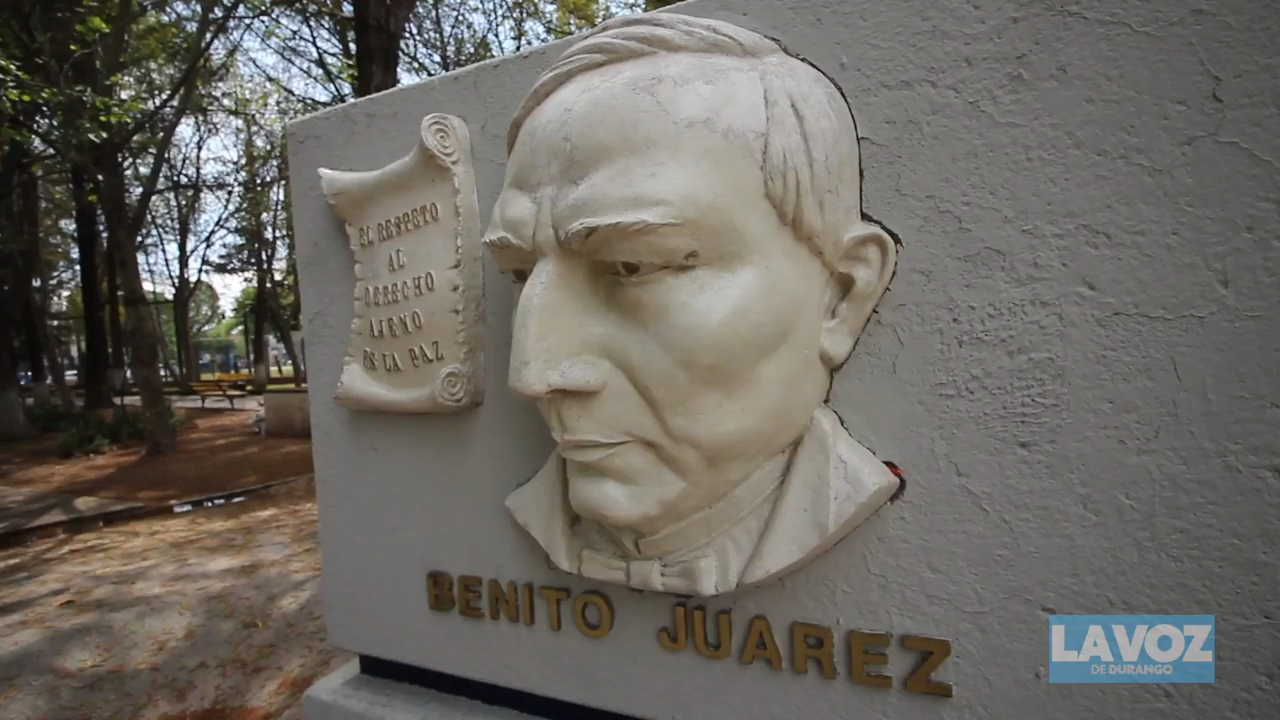 EL RESPETO
AL
DERECHO
AJENO
ES LA PAZ
BENITO JUAREZ
LAVOZ
DE DURANGO